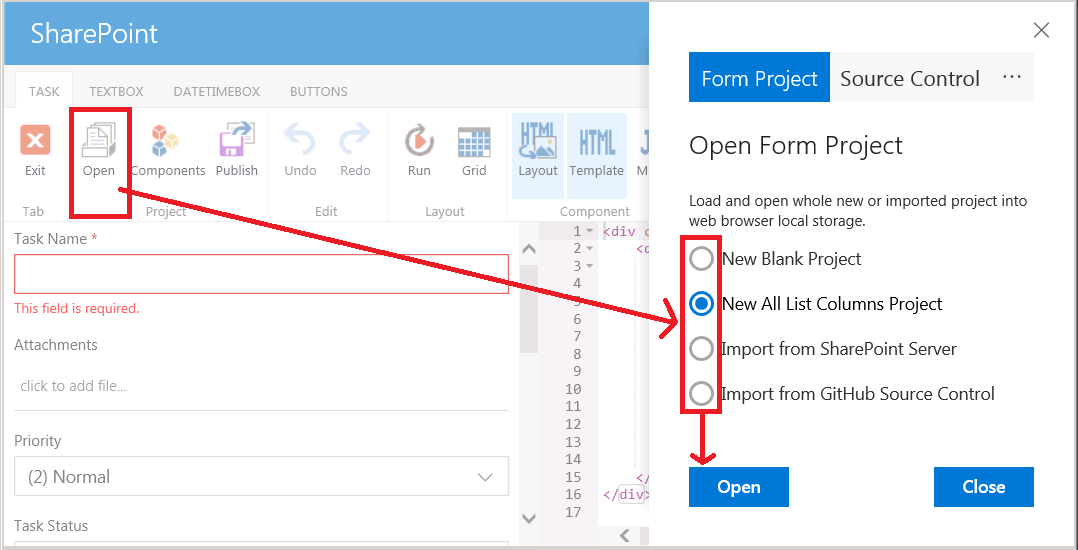 SharePoint
TASK TEXTBOX DATETIMEBOX BUTTONS
Exit Open Components Publish Undo Redo Run Grid Layout Template
Tab Project Edit Layout Component
Task Name *
This field is required.
Attachments
click to add file...
Priority
(2) Normal
Task Status
1 <div
2 <d
3
4
5
6
7
8
9
10
11
12
13
14
15 </
16 </div>
17
Form Project Source Control ...
Open Form Project
Load and open whole new or imported project into
web browser local storage.
New Blank Project
New All List Columns Project
Import from SharePoint Server
Import from GitHub Source Control
Open Close